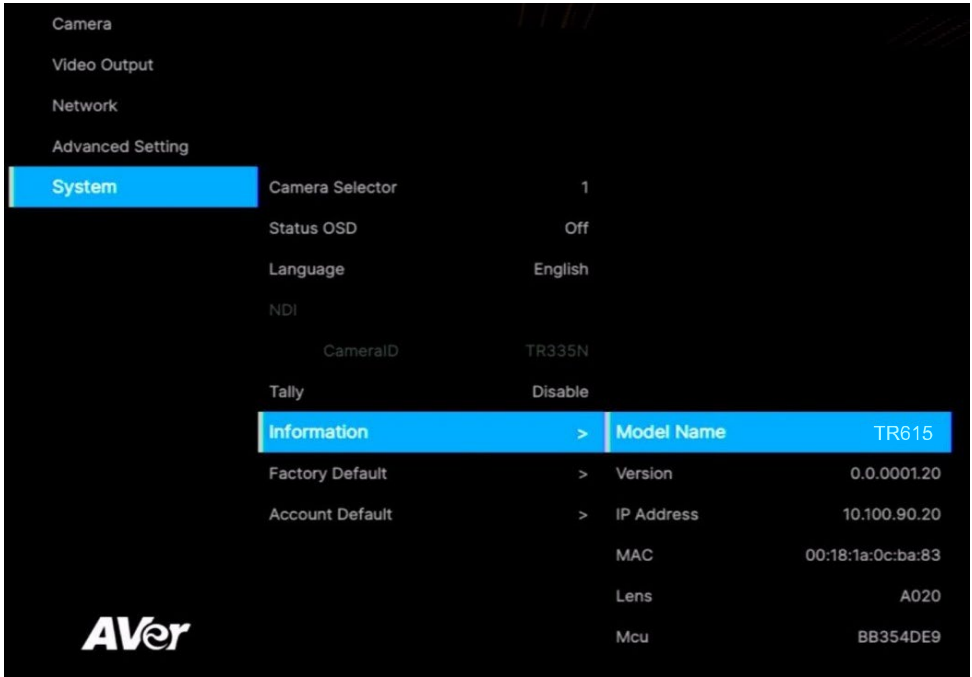 Camera
Video Output
Network
Advanced Setting
System
Camera Selector 1
Status OSD Off
Language English
NDI
CameraID TR335N
Tally Disable
Information > Model Name TR615
Factory Default > Version 0.0.0001.20
Account Default > IP Address 10.100.90.20
MAC 00:18:1a:0c:ba:83
Lens A020
AVer
Mcu BB354DE9